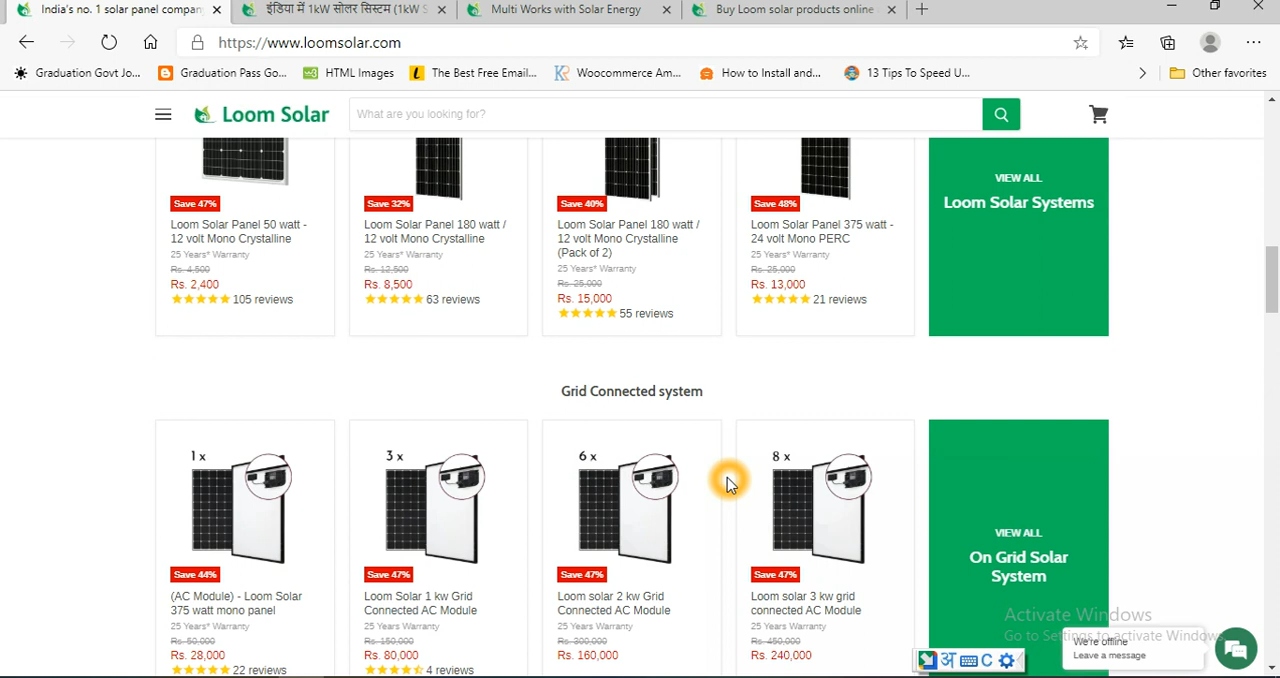 India's no. 1 solar panel compan
इंडिया में 1kW सोलर सिस्टम (1kW S
Multi Works with Solar Energy
Buy Loom solar products online
https://www.loomsolar.com
Graduation Govt Jo...
Graduation Pass Go...
HTML Images
The Best Free Email...
Woocommerce Am...
How to Install and...
13 Tips To Speed U...
Other favorites
Loom Solar
What are you looking for?
Save 47%
Loom Solar Panel 50 watt -
12 volt Mono Crystalline
25 Years* Warranty
Rs. 4,500
Rs. 2,400
105 reviews
Save 32%
Loom Solar Panel 180 watt /
12 volt Mono Crystalline
25 Years* Warranty
Rs. 12,500
Rs. 8,500
63 reviews
Save 40%
Loom Solar Panel 180 watt /
12 volt Mono Crystalline
(Pack of 2)
25 Years* Warranty
Rs. 25,000
Rs. 15,000
55 reviews
Save 48%
Loom Solar Panel 375 watt -
24 volt Mono PERC
25 Years* Warranty
Rs. 25,000
Rs. 13,000
21 reviews
VIEW ALL
Loom Solar Systems
Grid Connected system
1 x
Save 44%
(AC Module) - Loom Solar
375 watt mono panel
25 Years* Warranty
Rs. 50,000
Rs. 28,000
22 reviews
3 x
Save 47%
Loom Solar 1 kw Grid
Connected AC Module
25 Years Warranty
Rs. 150,000
Rs. 80,000
4 reviews
6 x
Save 47%
Loom solar 2 kw Grid
Connected AC Module
25 Years Warranty
Rs. 300,000
Rs. 160,000
8 x
Save 47%
Loom solar 3 kw grid
connected AC Module
25 Years Warranty
Rs. 450,000
Rs. 240,000
VIEW ALL
On Grid Solar
System
Activate Windows
Go to Settings to activate Windows.
We're offline
Leave a message
अ
C